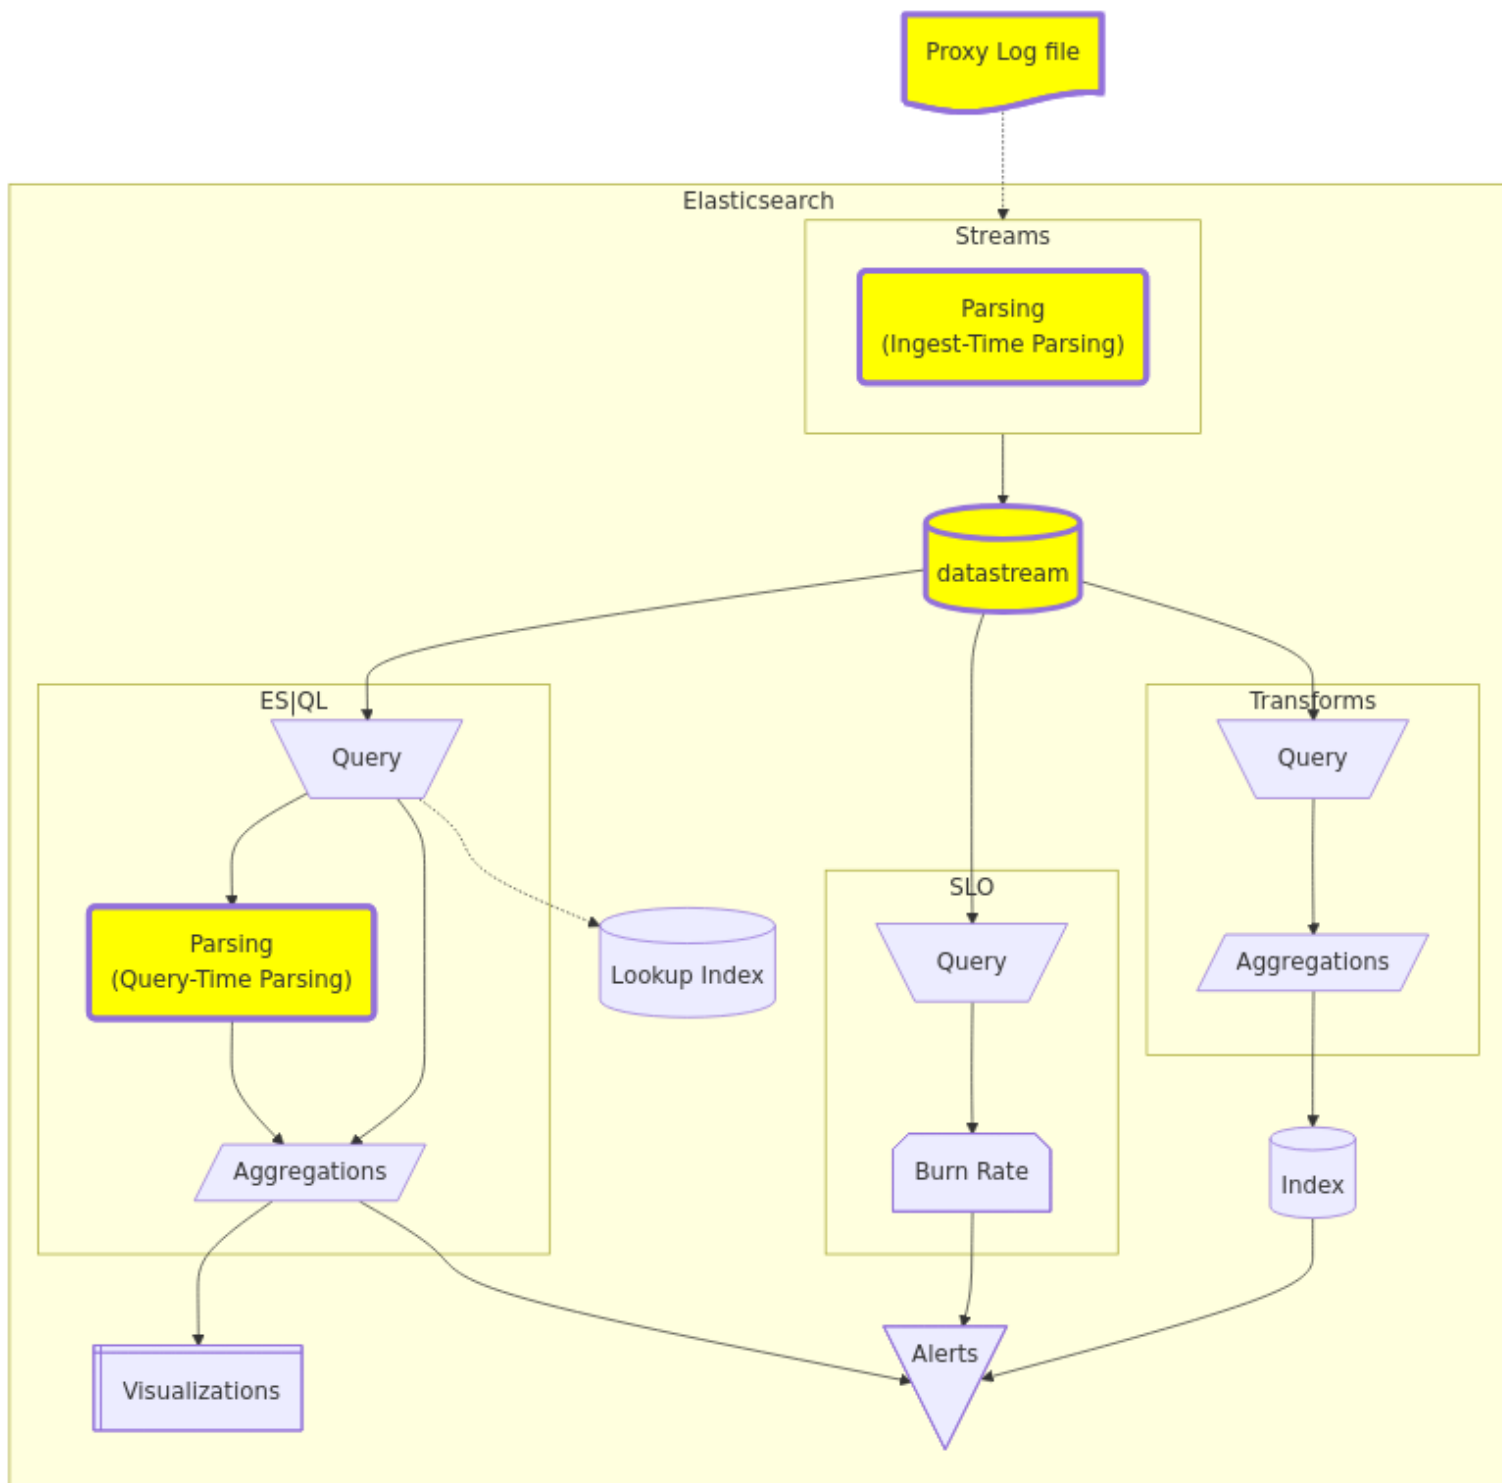 Proxy Log file
Elasticsearch
Streams
Parsing
(Ingest-Time Parsing)
datastream
ES|QL
Query
Parsing
(Query-Time Parsing)
Aggregations
Lookup Index
SLO
Query
Burn Rate
Transforms
Query
Aggregations
Index
Visualizations
Alerts